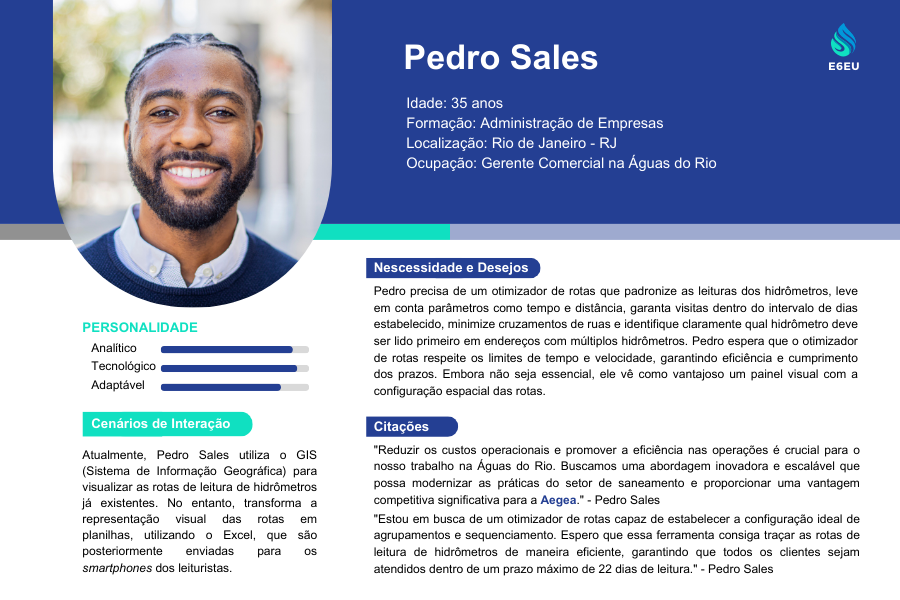 Pedro Sales
E6EU
Idade: 35 anos
Formação: Administração de Empresas
Localização: Rio de Janeiro - RJ
Ocupação: Gerente Comercial na Águas do Rio
PERSONALIDADE
Analítico
Tecnológico
Adaptável
Cenários de Interação
Atualmente, Pedro Sales utiliza o GIS
(Sistema de Informação Geográfica) para
visualizar as rotas de leitura de hidrômetros
já existentes. No entanto, transforma a
representação visual das rotas em
planilhas, utilizando o Excel, que são
posteriormente enviadas para os
smartphones dos leituristas.
Nescessidade e Desejos
Pedro precisa de um otimizador de rotas que padronize as leituras dos hidrômetros, leve
em conta parâmetros como tempo e distância, garanta visitas dentro do intervalo de dias
estabelecido, minimize cruzamentos de ruas e identifique claramente qual hidrômetro deve
ser lido primeiro em endereços com múltiplos hidrômetros. Pedro espera que o otimizador
de rotas respeite os limites de tempo e velocidade, garantindo eficiência e cumprimento
dos prazos. Embora não seja essencial, ele vê como vantajoso um painel visual com a
configuração espacial das rotas.
Citações
"Reduzir os custos operacionais e promover a eficiência nas operações é crucial para o
nosso trabalho na Águas do Rio. Buscamos uma abordagem inovadora e escalável que
possa modernizar as práticas do setor de saneamento e proporcionar uma vantagem
competitiva significativa para a Aegea." - Pedro Sales
"Estou em busca de um otimizador de rotas capaz de estabelecer a configuração ideal de
agrupamentos e sequenciamento. Espero que essa ferramenta consiga traçar as rotas de
leitura de hidrômetros de maneira eficiente, garantindo que todos os clientes sejam
atendidos dentro de um prazo máximo de 22 dias de leitura." - Pedro Sales